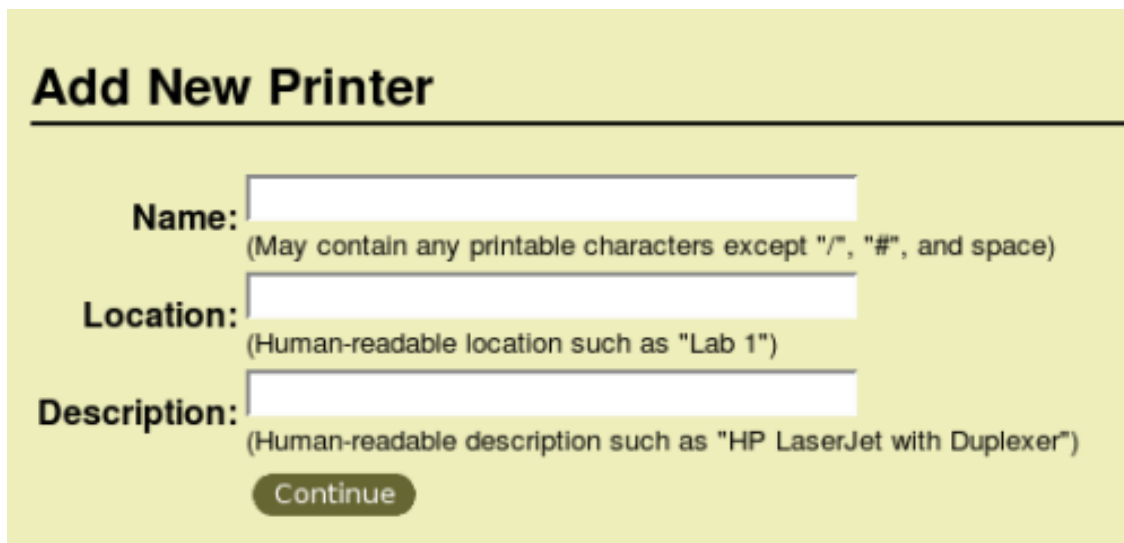 Add New Printer
Name:
(May contain any printable characters except "/", "#", and space)
Location:
(Human-readable location such as "Lab 1")
Description:
(Human-readable description such as "HP LaserJet with Duplexer")
Continue